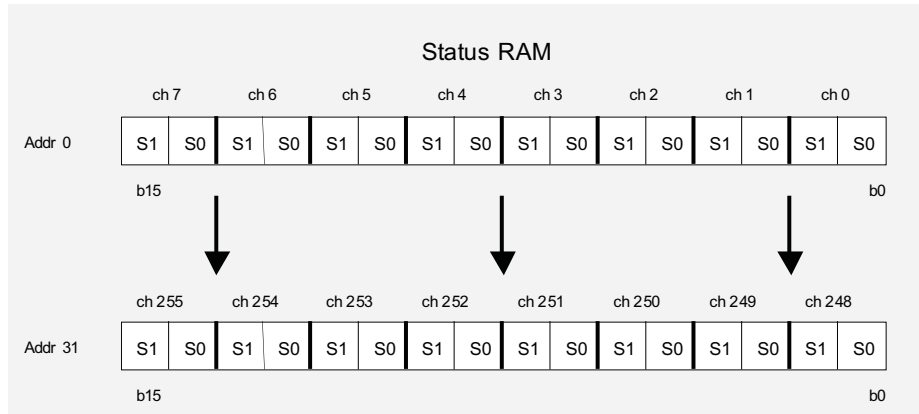 Status RAM
ch 7 ch 6 ch 5 ch 4 ch 3 ch 2 ch 1 ch 0
Addr 0 S1 S0 S1 S0 S1 S0 S1 S0 S1 S0 S1 S0 S1 S0 S1 S0
b15 b0
ch 255 ch 254 ch 253 ch 252 ch 251 ch 250 ch 249 ch 248
Addr 31 S1 S0 S1 S0 S1 S0 S1 S0 S1 S0 S1 S0 S1 S0 S1 S0
b15 b0